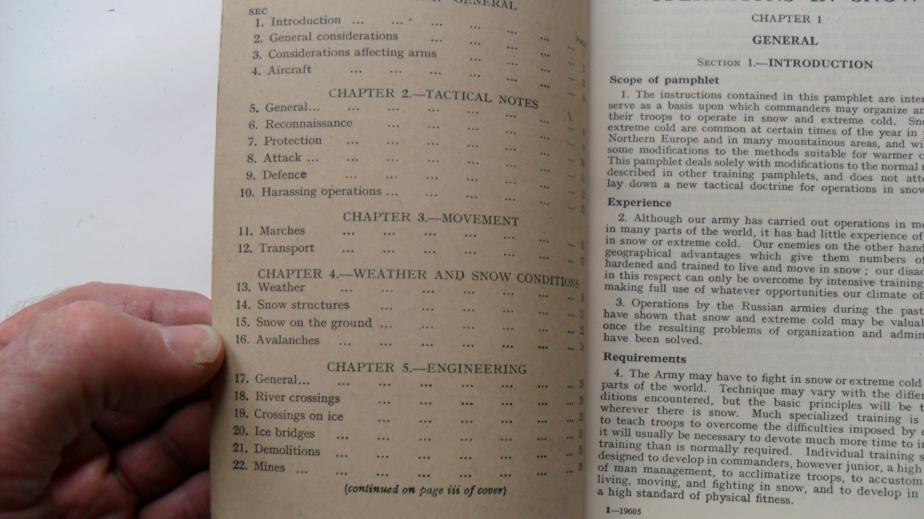 GENERAL
SEC
1. Introduction ... ... ...
2. General considerations ... ... ...
3. Considerations affecting arms ... ... ...
4. Aircraft ... ... ... ... ... ...
CHAPTER 2.—TACTICAL NOTES
5. General... ... ... ... ... ...
6. Reconnaissance ... ... ... ... ...
7. Protection ... ... ... ... ...
8. Attack ... ... ... ... ... ...
9. Defence ... ... ... ... ...
10. Harassing operations ... ... ... ... ...
CHAPTER 3.—MOVEMENT
11. Marches ... ... ... ... ... ...
12. Transport ... ... ... ... ... ...
CHAPTER 4.—WEATHER AND SNOW CONDITIONS
13. Weather ... ... ... ... ... ...
14. Snow structures ... ... ... ... ...
15. Snow on the ground ... ... ... ... ...
16. Avalanches ... ... ... ... ... ...
CHAPTER 5.—ENGINEERING
17. General... ... ... ... ... ... ...
18. River crossings ... ... ... ... ...
19. Crossings on ice ... ... ... ... ...
20. Ice bridges ... ... ... ... ... ...
21. Demolitions ... ... ... ... ... ...
22. Mines ... ... ... ... ... ... ...
(continued on page iii of cover)
OPERATIONS IN SNOW
CHAPTER 1
GENERAL
SECTION 1.—INTRODUCTION
Scope of pamphlet
1. The instructions contained in this pamphlet are
serve as a basis upon which commanders may organize
their troops to operate in snow and extreme cold.
extreme cold are common at certain times of the year in
Northern Europe and in many mountainous areas, and
some modifications to the methods suitable for warmer
This pamphlet deals solely with modifications to the normal
described in other training pamphlets, and does not
lay down a new tactical doctrine for operations in snow
Experience
2. Although our army has carried out operations in
in many parts of the world, it has had little experience of
in snow or extreme cold. Our enemies on the other hand
geographical advantages which give them numbers of
hardened and trained to live and move in snow ; our
in this respect can only be overcome by intensive training
making full use of whatever opportunities our climate
3. Operations by the Russian armies during the past
have shown that snow and extreme cold may be
once the resulting problems of organization and
have been solved.
Requirements
4. The Army may have to fight in snow or extreme cold
parts of the world. Technique may vary with the
ditions encountered, but the basic principles will be
wherever there is snow. Much specialized training is
to teach troops to overcome the difficulties imposed by
it will usually be necessary to devote much more time to
training than is normally required. Individual training
designed to develop in commanders, however junior, a high
of man management, to acclimatize troops, to accustom
living, moving, and fighting in snow, and to develop in
a high standard of physical fitness.
1—19605